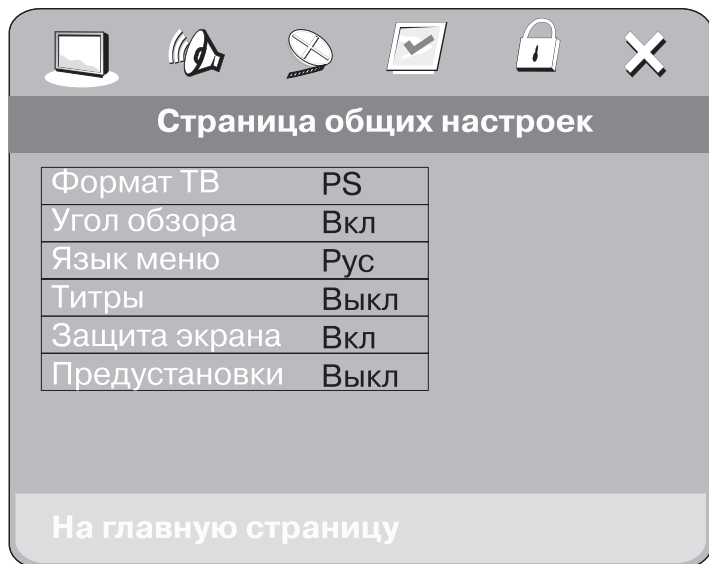 Страница общих настроек
Формат ТВ PS
Угол обзора Вкл
Язык меню Рус
Титры Выкл
Защита экрана Вкл
Предустановки Выкл
На главную страницу